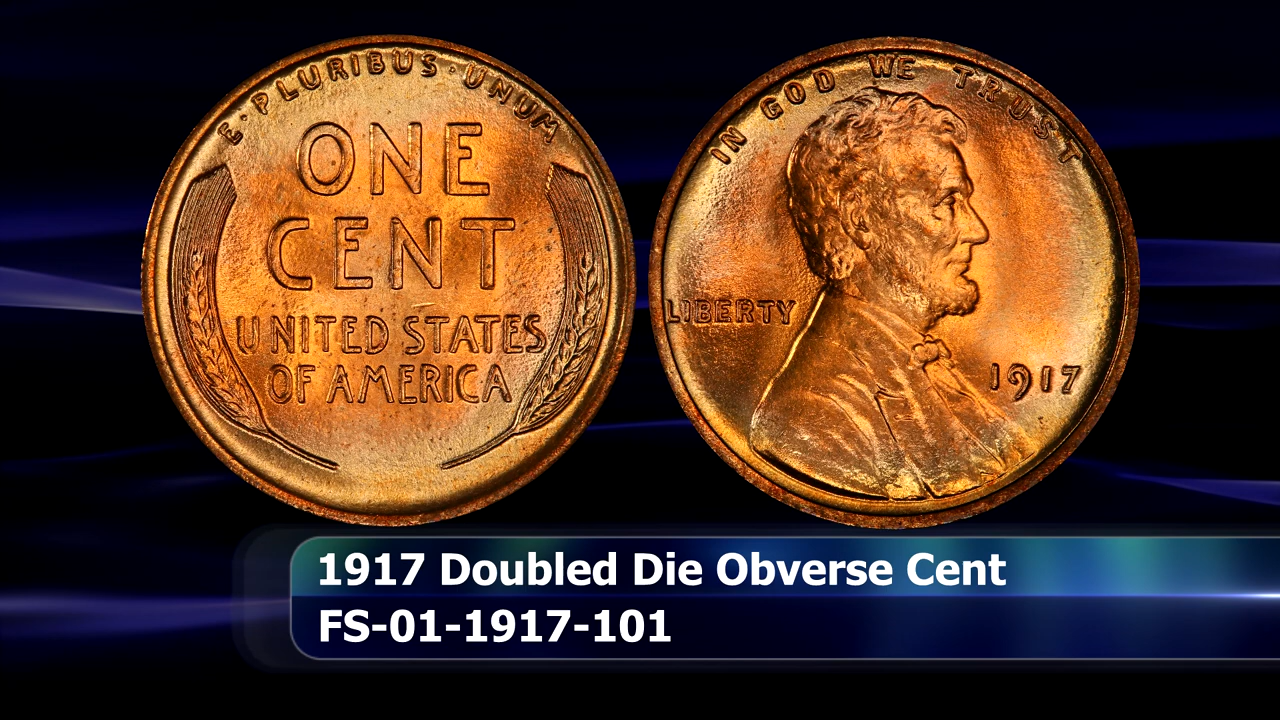 E · PLURIBUS · UNUM
ONE
CENT
UNITED STATES
OF AMERICA
IN GOD WE TRUST
LIBERTY
1917
1917 Doubled Die Obverse Cent
FS-01-1917-101